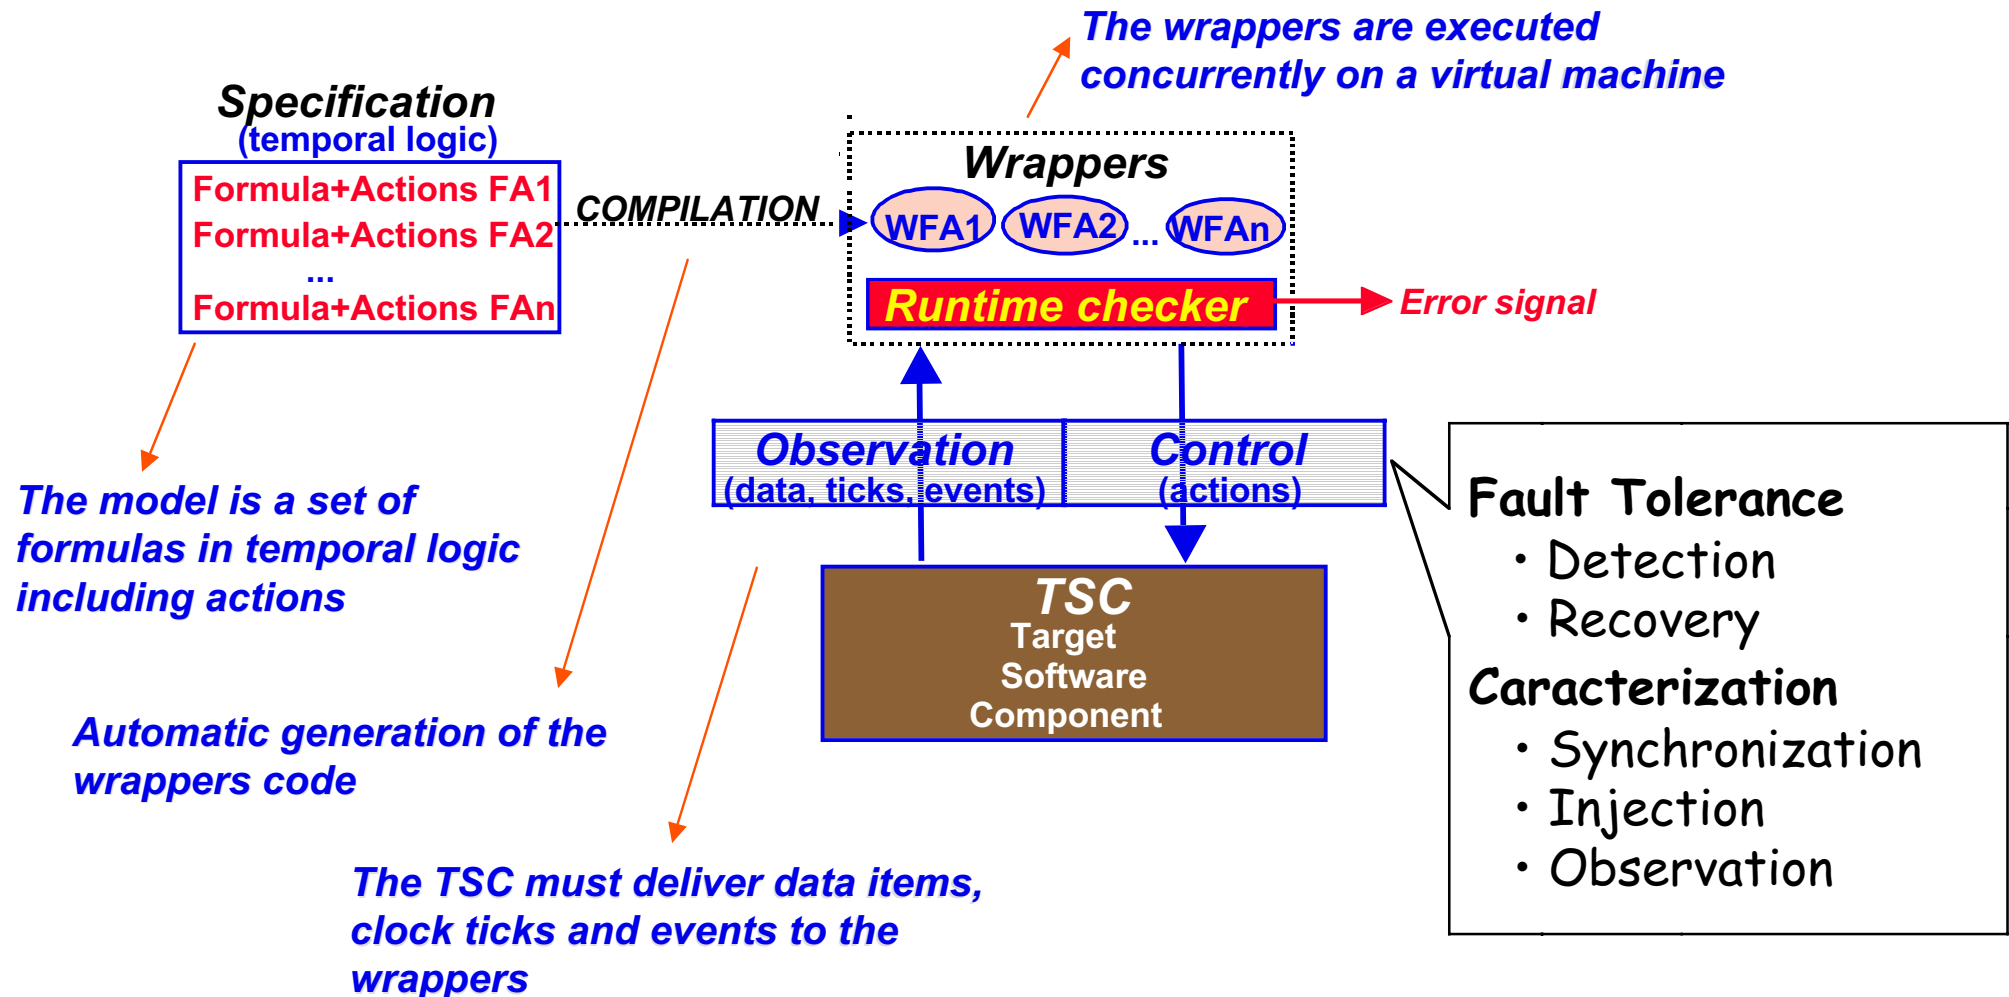 The wrappers are executed
concurrently on a virtual machine
Specification
(temporal logic)
Formula+Actions FA1
Formula+Actions FA2
...
Formula+Actions FAn
COMPILATION
Wrappers
WFA1
WFA2
...
WFAn
Runtime checker
Error signal
Observation
(data, ticks, events)
Control
(actions)
The model is a set of
formulas in temporal logic
including actions
TSC
Target
Software
Component
Fault Tolerance
• Detection
• Recovery
Caracterization
• Synchronization
• Injection
• Observation
Automatic generation of the
wrappers code
The TSC must deliver data items,
clock ticks and events to the
wrappers